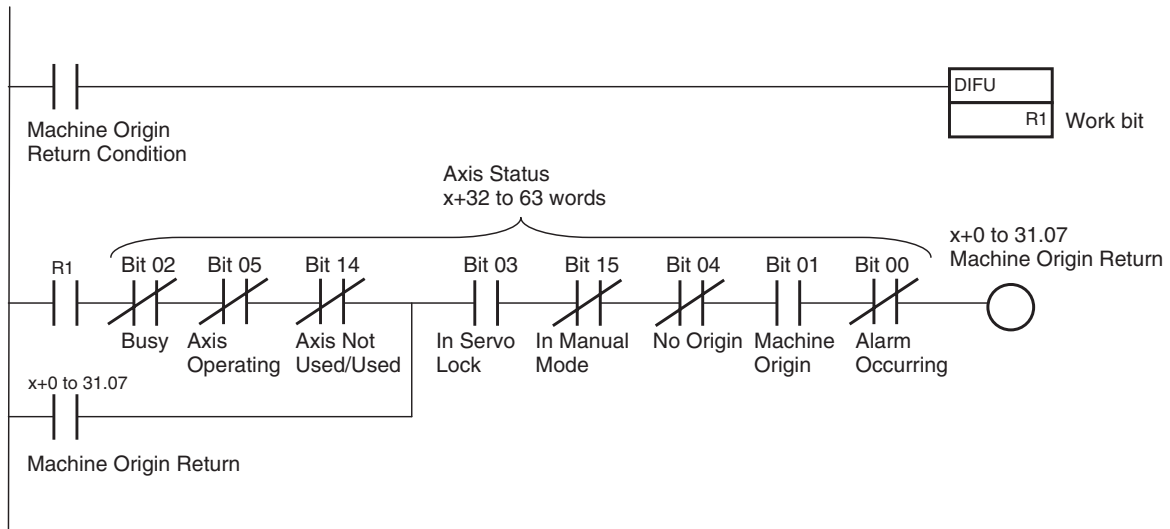 DIFU
R1 Work bit
Machine Origin
Return Condition
Axis Status
x+32 to 63 words
x+0 to 31.07
Machine Origin Return
R1 Bit 02 Bit 05 Bit 14 Bit 03 Bit 15 Bit 04 Bit 01 Bit 00
Busy Axis Axis Not In Servo In Manual No Origin Machine Alarm
Operating Used/Used Lock Mode Origin Occurring
x+0 to 31.07
Machine Origin Return